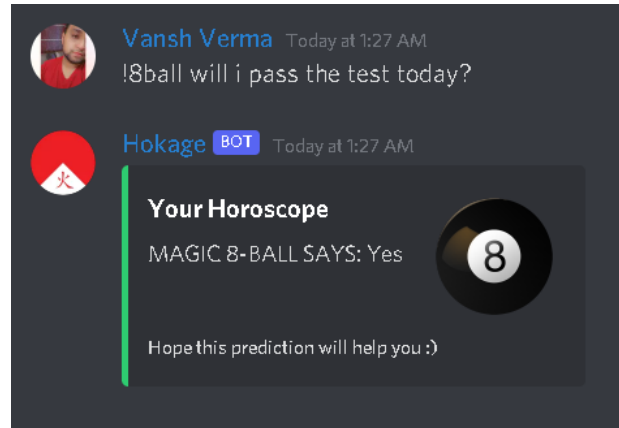 Vansh Verma Today at 1:27 AM
!8ball will i pass the test today?
Hokage BOT Today at 1:27 AM
火
Your Horoscope
MAGIC 8-BALL SAYS: Yes
8
Hope this prediction will help you :)